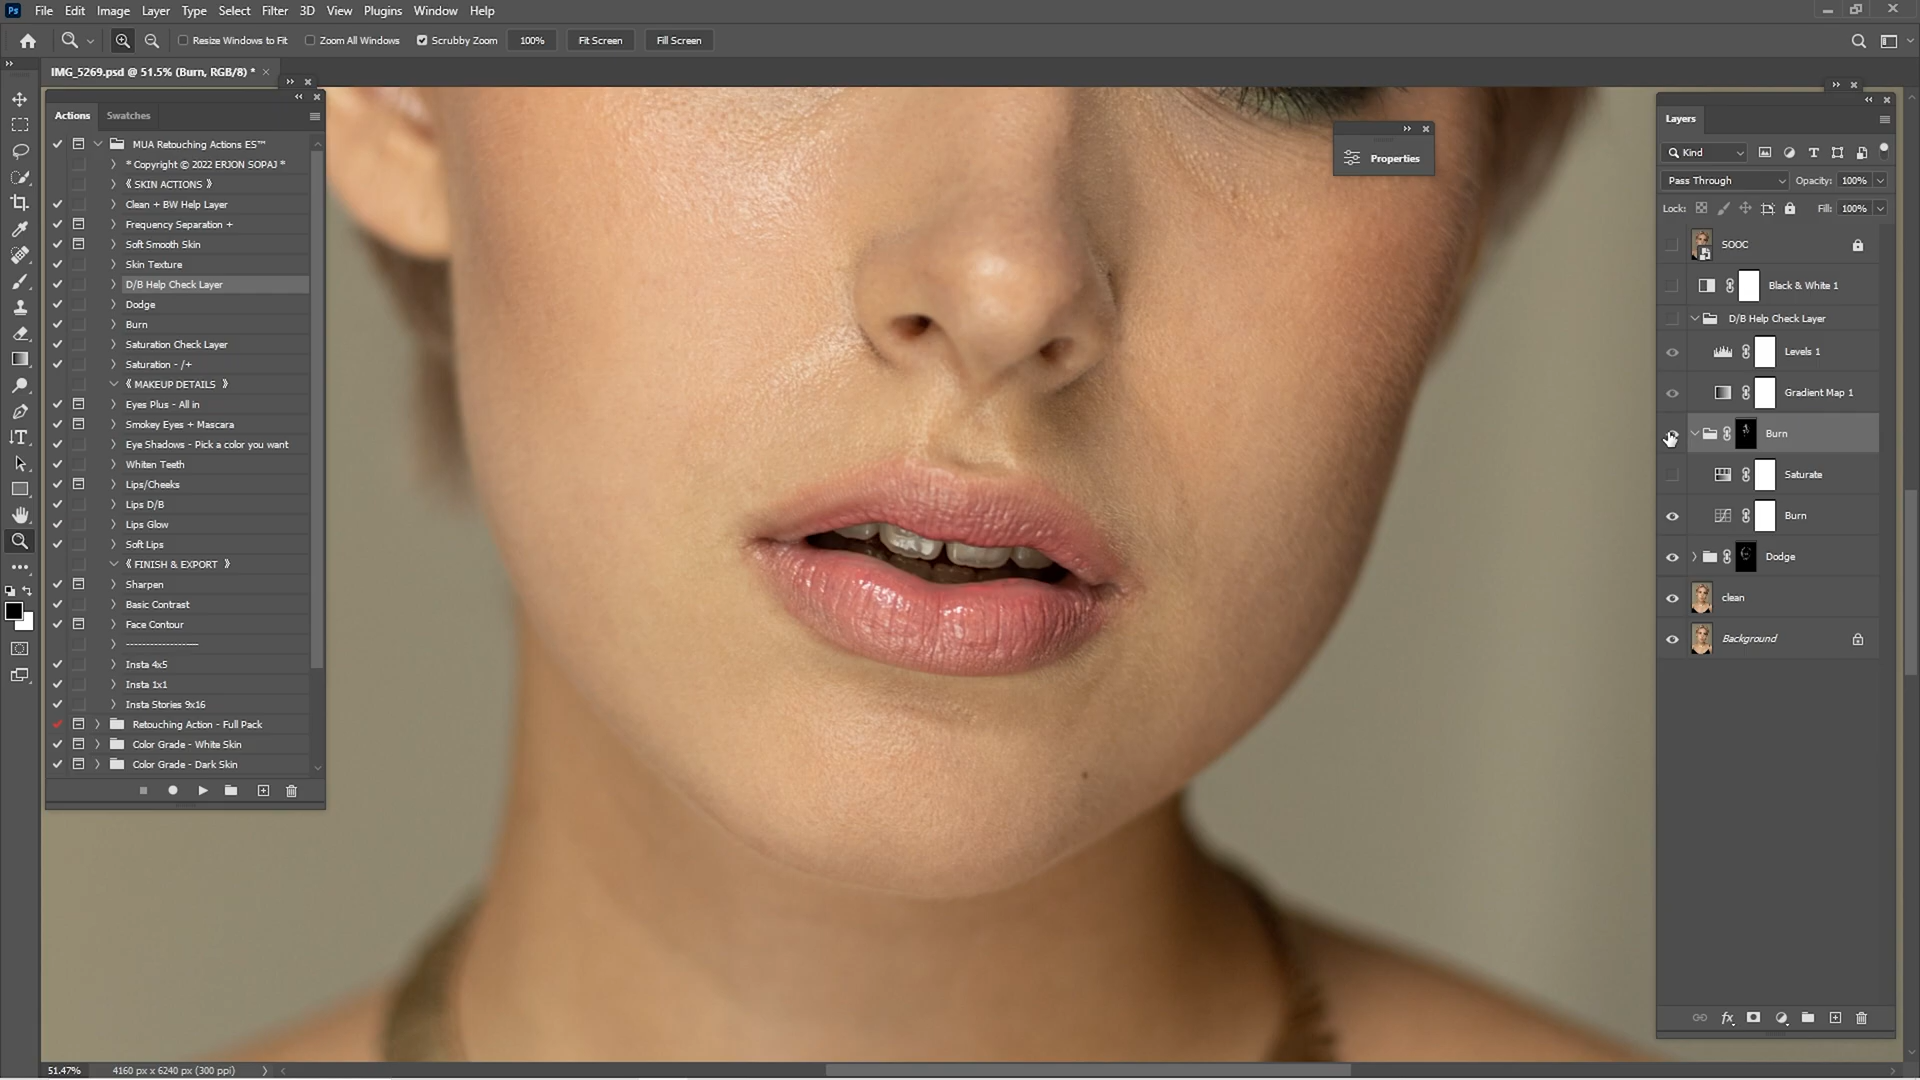 Ps File Edit Image Layer Type Select Filter 3D View Plugins Window Help
Resize Windows to Fit Zoom All Windows Scrubby Zoom 100% Fit Screen Fill Screen
IMG_5269.psd @ 51.5% (Burn, RGB/8) *
Actions Swatches
MUA Retouching Actions ES™
* Copyright © 2022 ERJON SOPAJ *
《 SKIN ACTIONS 》
Clean + BW Help Layer
Frequency Separation +
Soft Smooth Skin
Skin Texture
D/B Help Check Layer
Dodge
Burn
Saturation Check Layer
Saturation - /+
《 MAKEUP DETAILS 》
Eyes Plus - All in
Smokey Eyes + Mascara
Eye Shadows - Pick a color you want
Whiten Teeth
Lips/Cheeks
Lips D/B
Lips Glow
Soft Lips
《 FINISH & EXPORT 》
Sharpen
Basic Contrast
Face Contour
--------------------
Insta 4x5
Insta 1x1
Insta Stories 9x16
Retouching Action - Full Pack
Color Grade - White Skin
Color Grade - Dark Skin
Properties
Layers
Kind
Pass Through Opacity: 100%
Lock: Fill: 100%
SOOC
Black & White 1
D/B Help Check Layer
Levels 1
Gradient Map 1
Burn
Saturate
Burn
Dodge
clean
Background
fx
51.47% 4160 px x 6240 px (300 ppi)